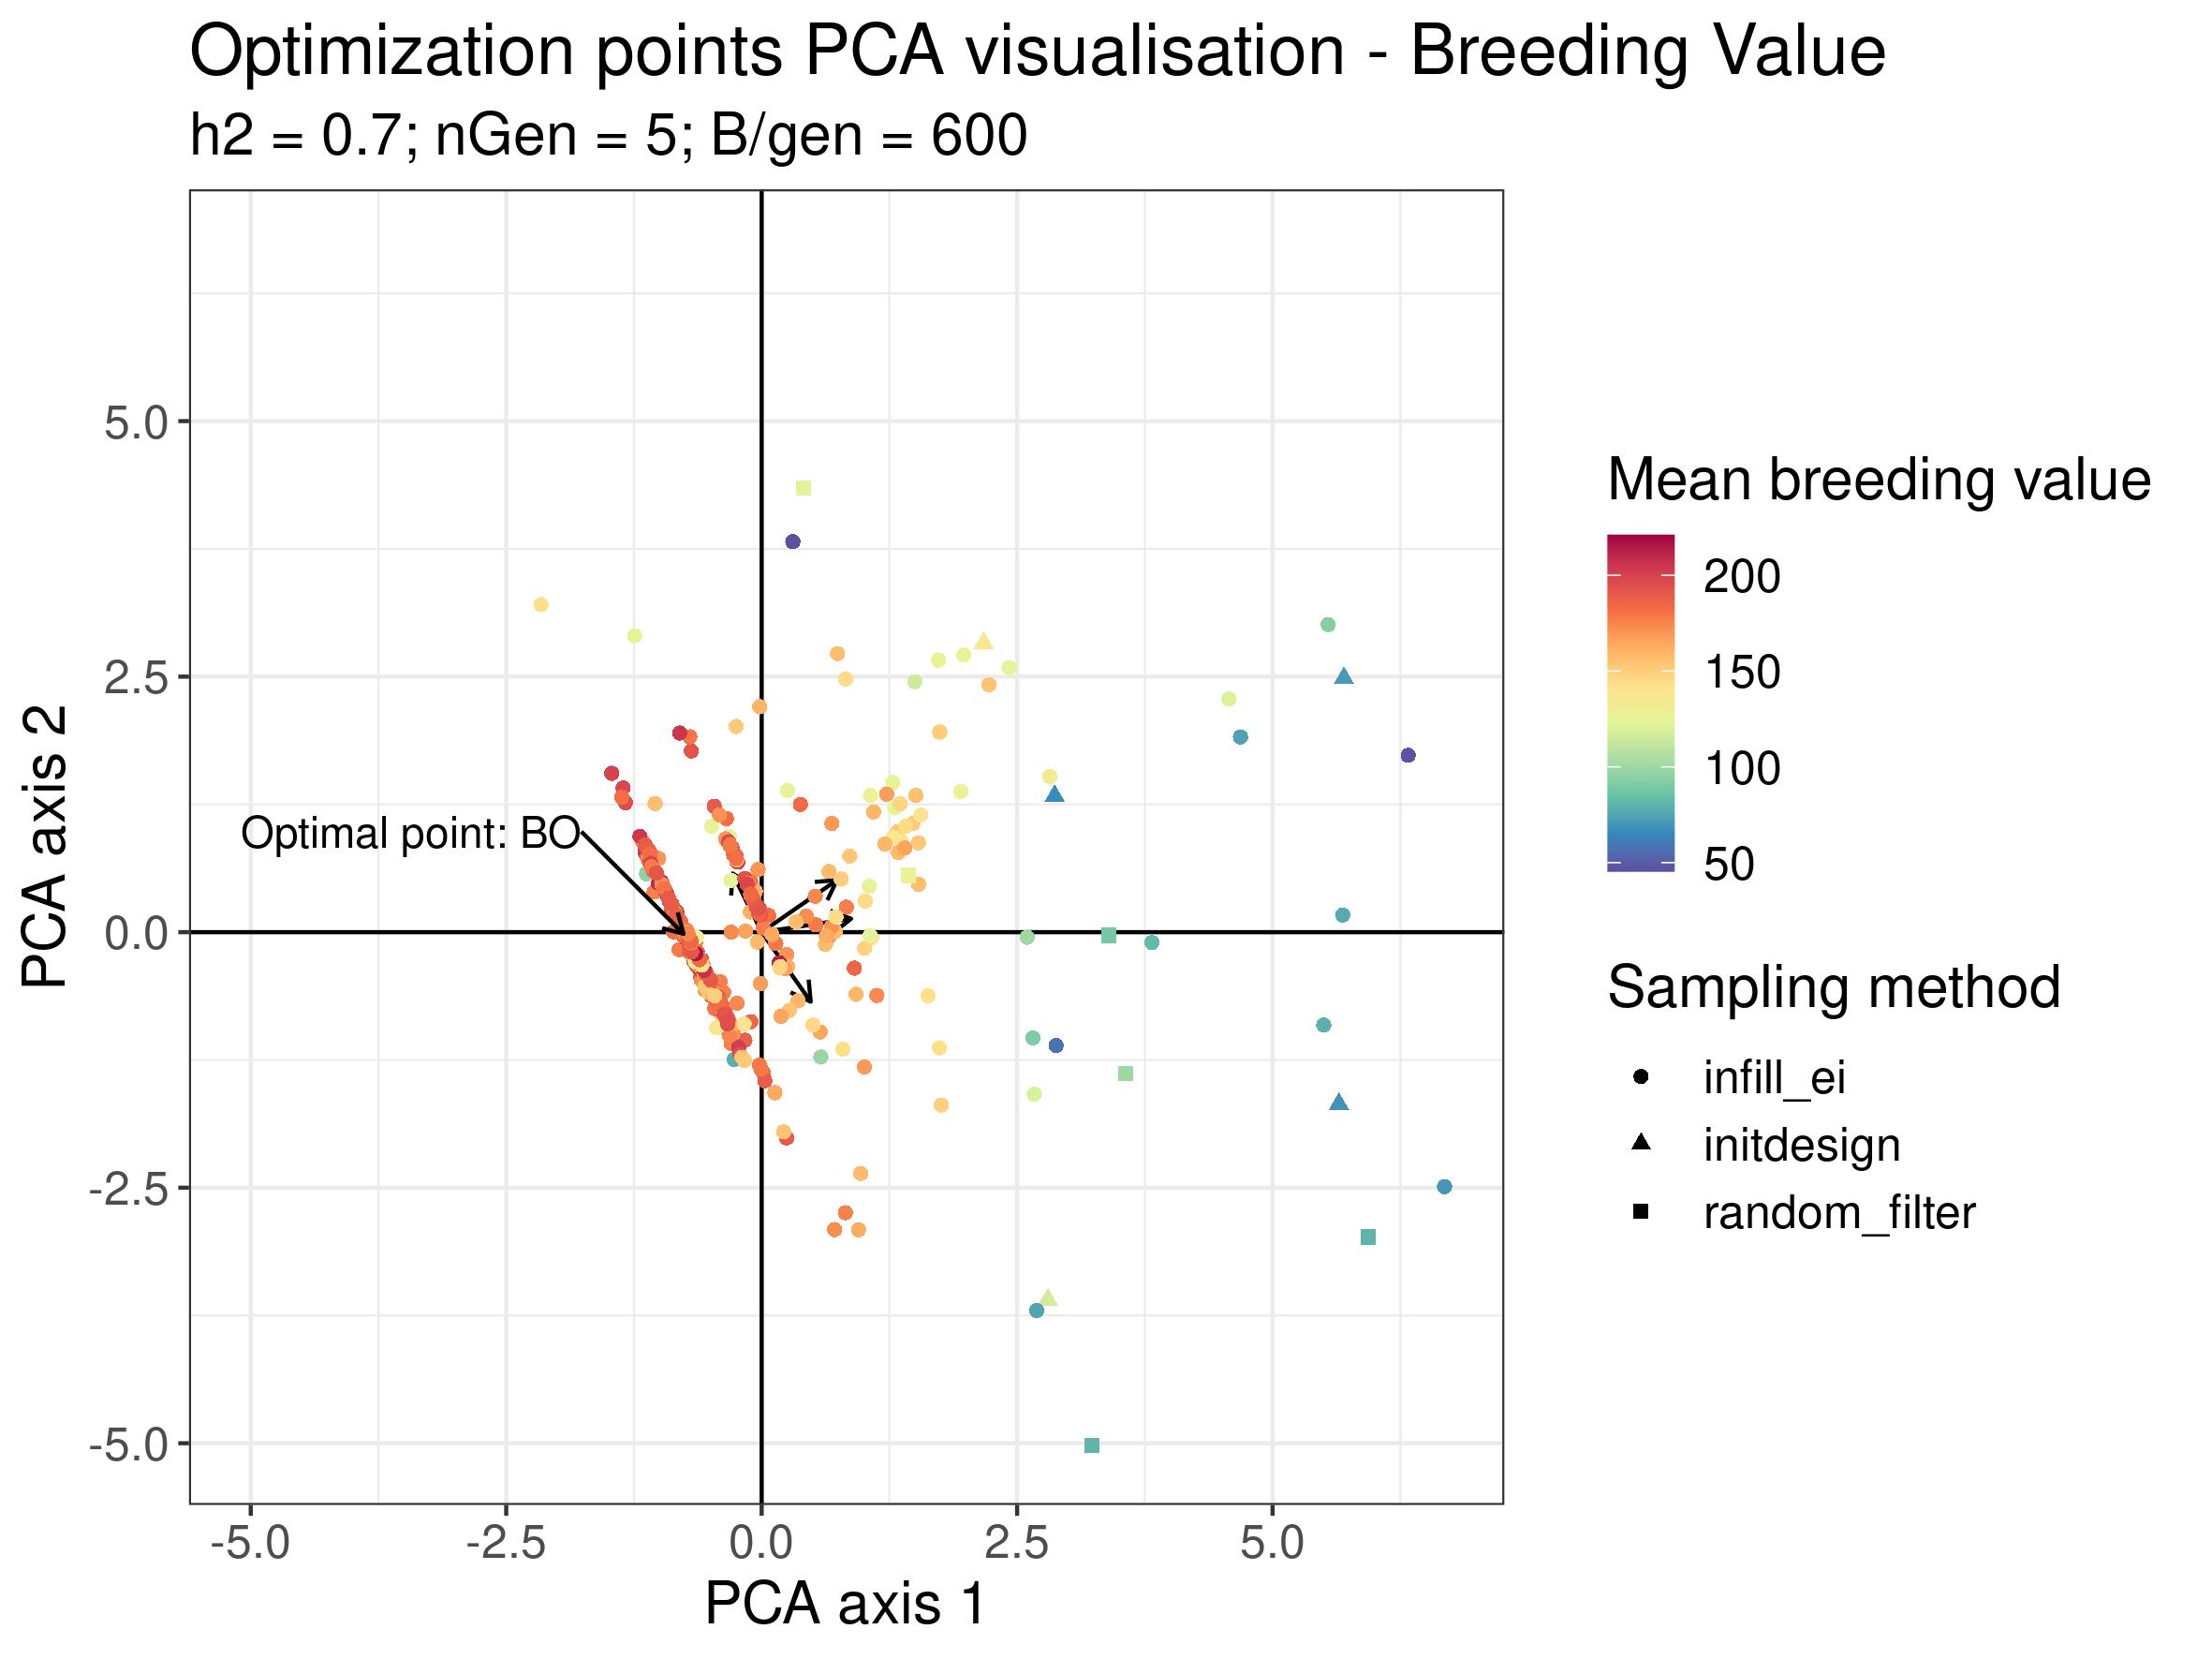 Optimization points PCA visualisation - Breeding Value
h2 = 0.7; nGen = 5; B/gen = 600
PCA axis 2
5.0
2.5
0.0
-2.5
-5.0
Optimal point: BO
-5.0
-2.5
0.0
2.5
5.0
PCA axis 1
Mean breeding value
200
150
100
50
Sampling method
infill_ei
initdesign
random_filter